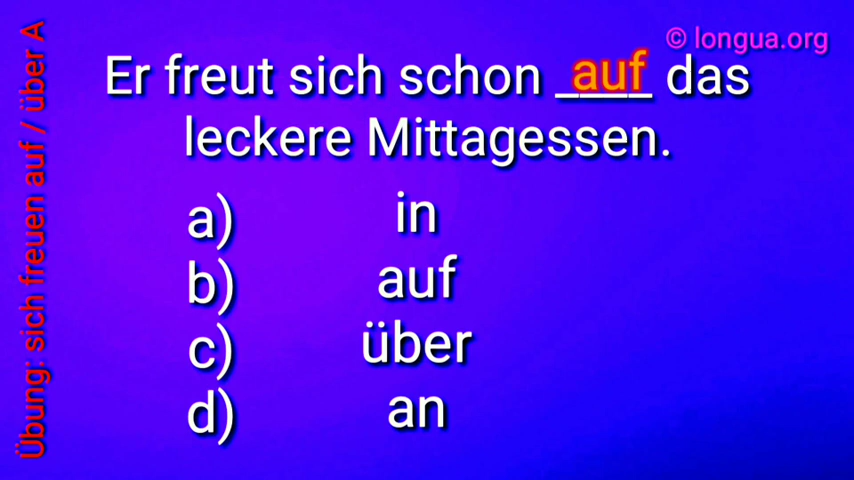 © longua.org
Er freut sich schon auf das
leckere Mittagessen.
a) in
b) auf
c) über
d) an
Übung: sich freuen auf / über A